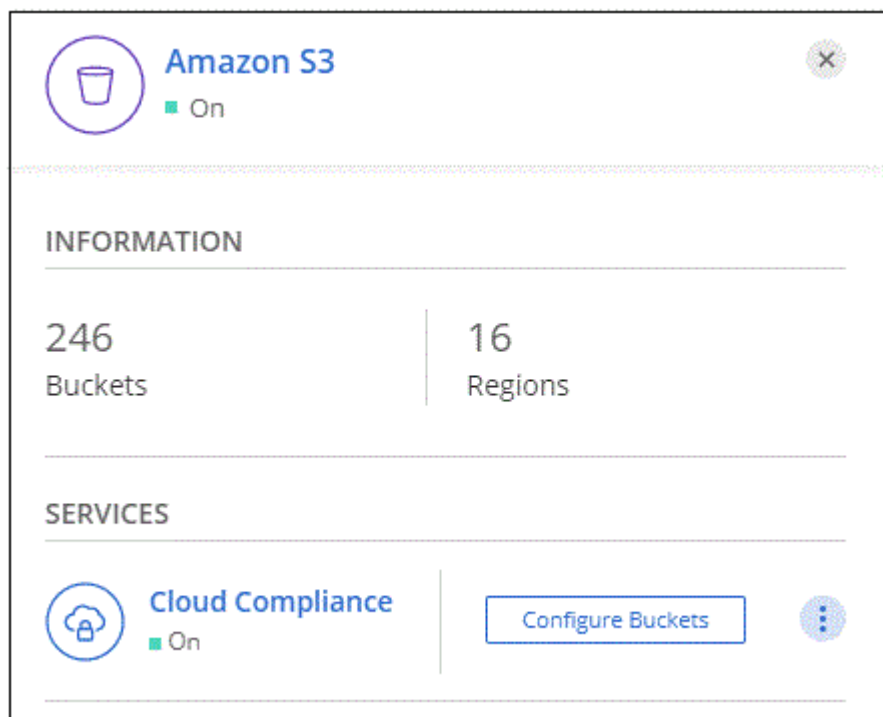 Amazon S3
On
INFORMATION
246
Buckets
16
Regions
SERVICES
Cloud Compliance
On
Configure Buckets